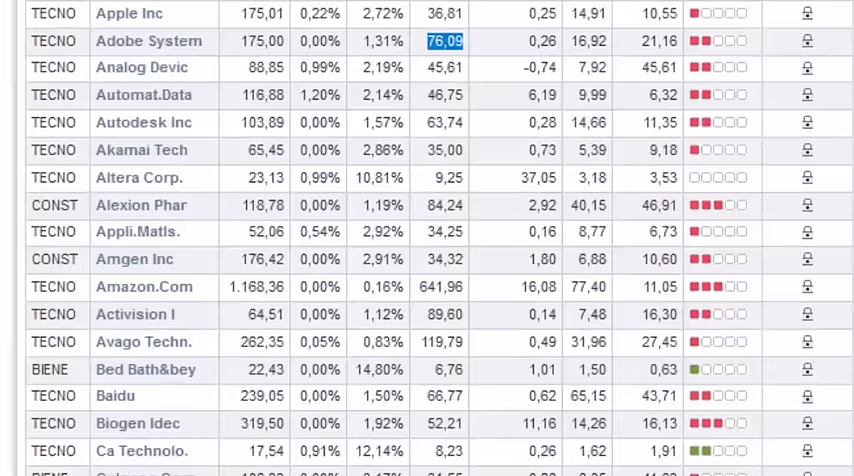 TECNO Apple Inc 175,01 0,22% 2,72% 36,81 0,25 14,91 10,55
TECNO Adobe System 175,00 0,00% 1,31% 76,09 0,26 16,92 21,16
TECNO Analog Devic 88,85 0,99% 2,19% 45,61 -0,74 7,92 45,61
TECNO Automat.Data 116,88 1,20% 2,14% 46,75 6,19 9,99 6,32
TECNO Autodesk Inc 103,89 0,00% 1,57% 63,74 0,28 14,66 11,35
TECNO Akamai Tech 65,45 0,00% 2,86% 35,00 0,73 5,39 9,18
TECNO Altera Corp. 23,13 0,99% 10,81% 9,25 37,05 3,18 3,53
CONST Alexion Phar 118,78 0,00% 1,19% 84,24 2,92 40,15 46,91
TECNO Appli.Matls. 52,06 0,54% 2,92% 34,25 0,16 8,77 6,73
CONST Amgen Inc 176,42 0,00% 2,91% 34,32 1,80 6,88 10,60
TECNO Amazon.Com 1.168,36 0,00% 0,16% 641,96 16,08 77,40 11,05
TECNO Activision I 64,51 0,00% 1,12% 89,60 0,14 7,48 16,30
TECNO Avago Techn. 262,35 0,05% 0,83% 119,79 0,49 31,96 27,45
BIENE Bed Bath&bey 22,43 0,00% 14,80% 6,76 1,01 1,50 0,63
TECNO Baidu 239,05 0,00% 1,50% 66,77 0,62 65,15 43,71
TECNO Biogen Idec 319,50 0,00% 1,92% 52,21 11,16 14,26 16,13
TECNO Ca Technolo. 17,54 0,91% 12,14% 8,23 0,26 1,62 1,91